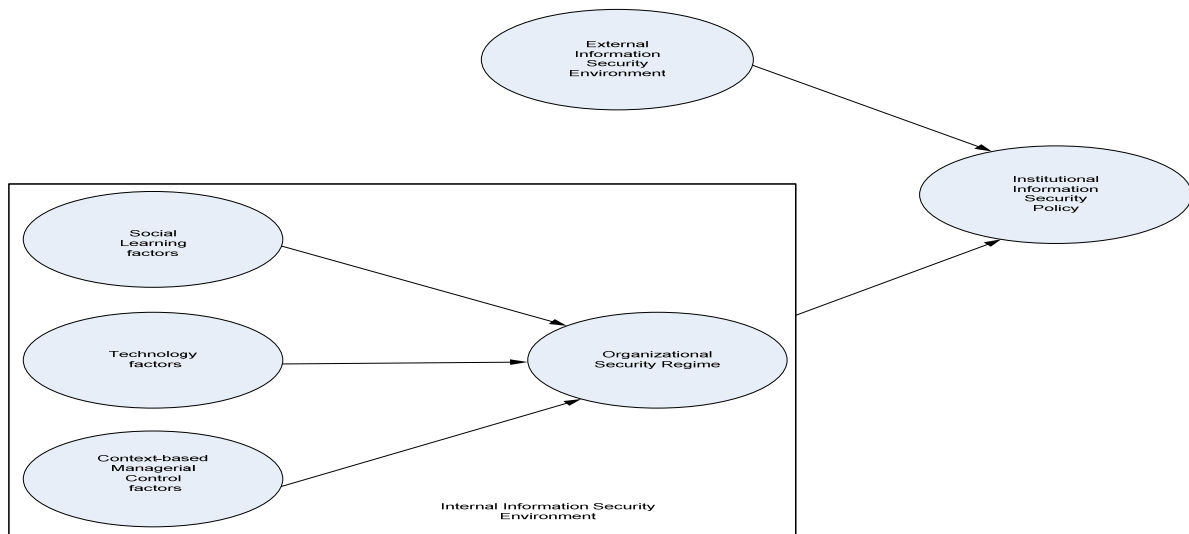 External
Information
Security
Environment
Institutional
Information
Security
Policy
Social
Learning
factors
Technology
factors
Organizational
Security Regime
Context-based
Managerial
Control
factors
Internal Information Security
Environment